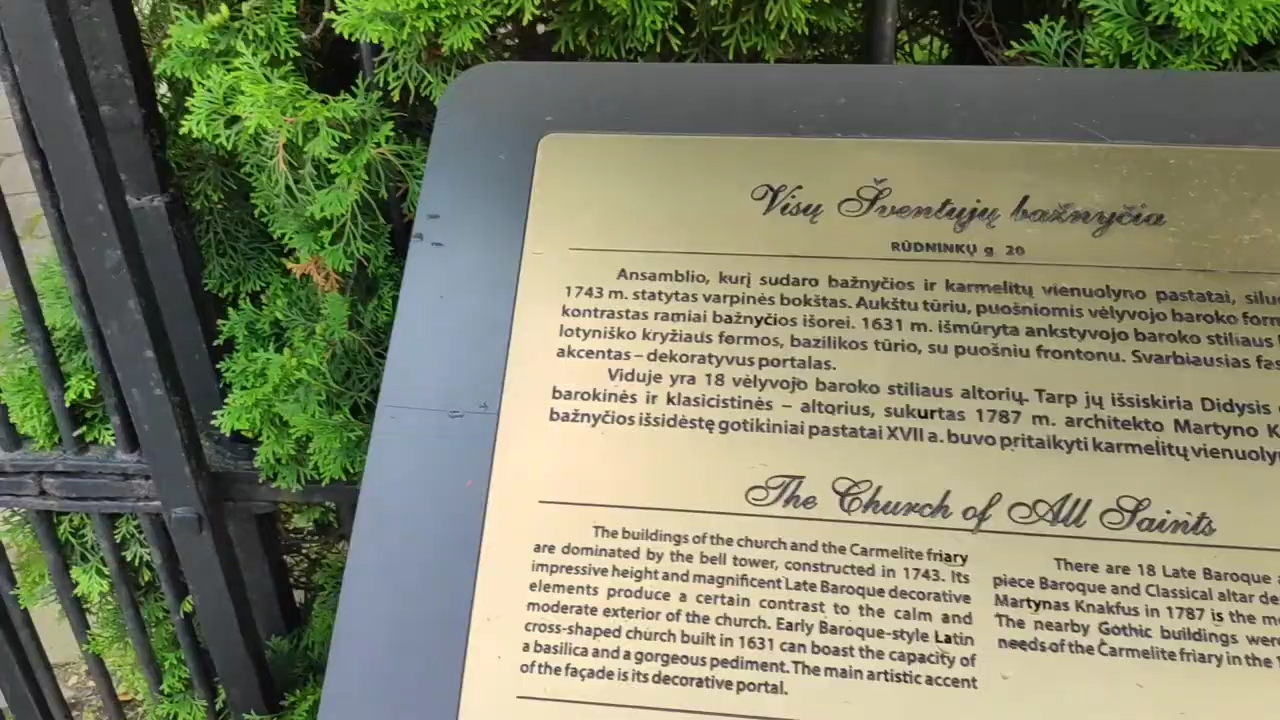 Visų Šventųjų bažnyčia
RŪDNINKŲ g. 20
Ansamblio, kurį sudaro bažnyčios ir karmelitų vienuolyno pastatai,
1743 m. statytas varpinės bokštas. Aukštu tūriu, puošniomis vėlyvojo baroko
kontrastas ramiai bažnyčios išorei. 1631 m. išmūryta ankstyvojo baroko stiliaus
lotyniško kryžiaus formos, bazilikos tūrio, su puošniu frontonu. Svarbiausias
akcentas – dekoratyvus portalas.
Viduje yra 18 vėlyvojo baroko stiliaus altorių. Tarp jų išsiskiria Didysis
barokinės ir klasicistinės – altorius, sukurtas 1787 m. architekto Martyno
bažnyčios išsidėstę gotikiniai pastatai XVII a. buvo pritaikyti karmelitų
The Church of All Saints
The buildings of the church and the Carmelite friary
are dominated by the bell tower, constructed in 1743. Its
impressive height and magnificent Late Baroque decorative
elements produce a certain contrast to the calm and
moderate exterior of the church. Early Baroque-style Latin
cross-shaped church built in 1631 can boast the capacity of
a basilica and a gorgeous pediment. The main artistic accent
of the façade is its decorative portal.
There are 18 Late Baroque
piece Baroque and Classical altar
Martynas Knakfus in 1787 is the
The nearby Gothic buildings were
needs of the Carmelite friary in the